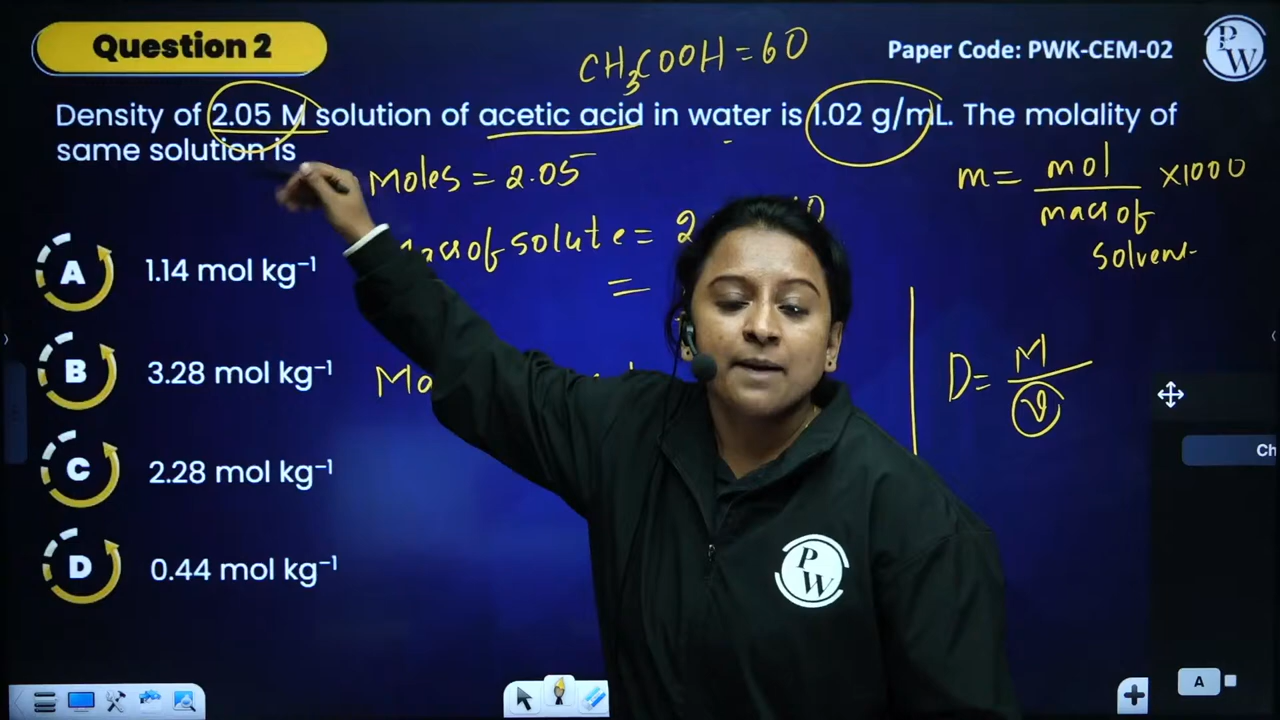 Question 2
CH3COOH = 60
Paper Code: PWK-CEM-02
P
W
Density of 2.05 M solution of acetic acid in water is 1.02 g/mL. The molality of
same solution is
Moles = 2.05
m = mol × 1000
mass of
solvent
of solute = 2
=
A 1.14 mol kg⁻¹
B 3.28 mol kg⁻¹
C 2.28 mol kg⁻¹
D 0.44 mol kg⁻¹
D = M
V
P
W
Ch
A